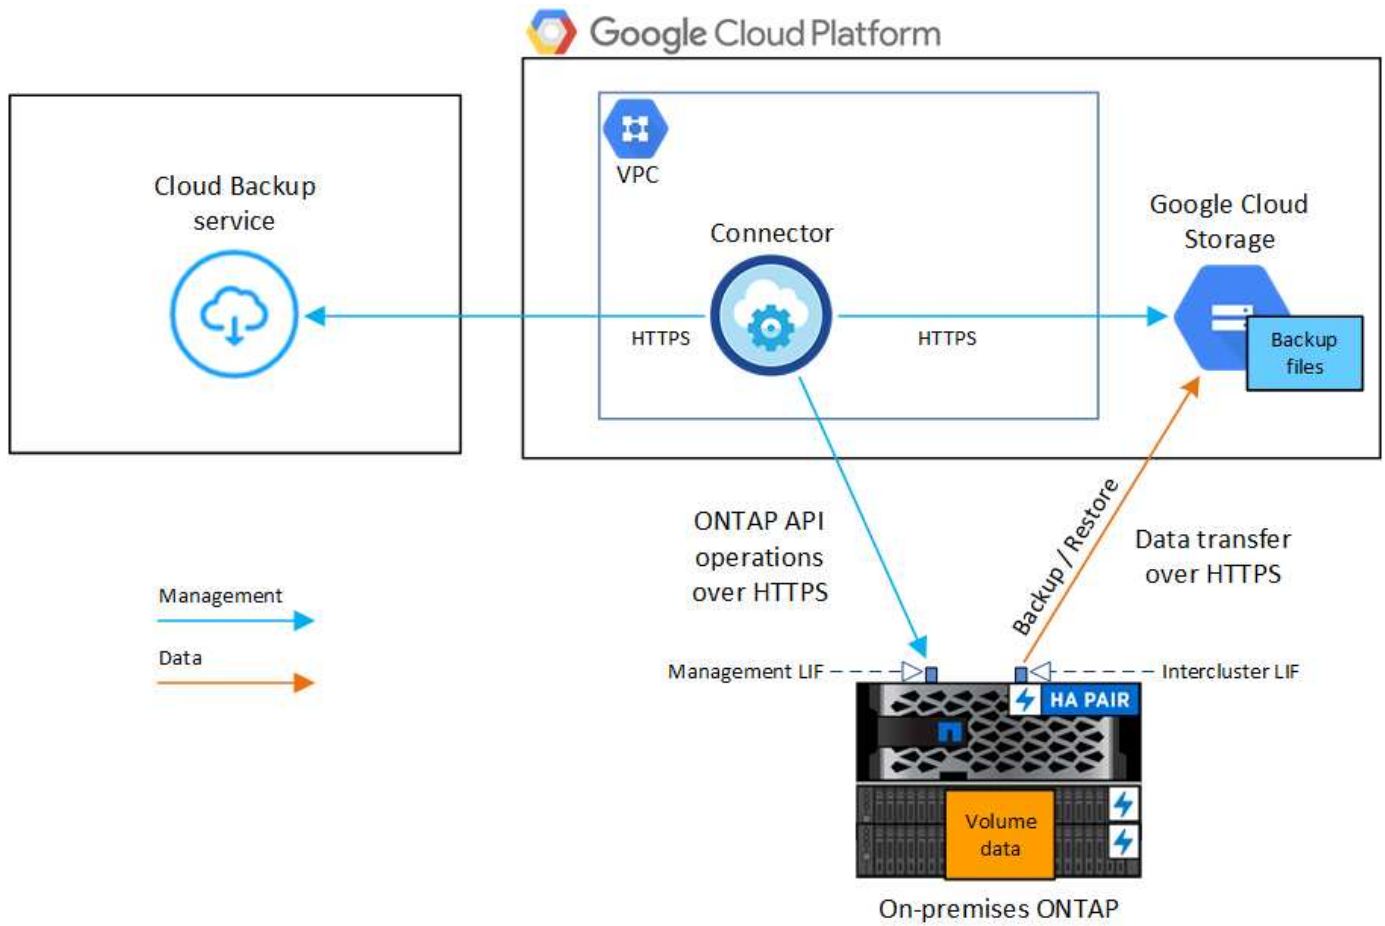 Google Cloud Platform
VPC
Cloud Backup
service
Google Cloud
Storage
Connector
HTTPS
HTTPS
Backup
files
ONTAP API
operations
over HTTPS
Backup / Restore
Data transfer
over HTTPS
Management
Data
Management LIF
Intercluster LIF
HA PAIR
Volume
data
On-premises ONTAP